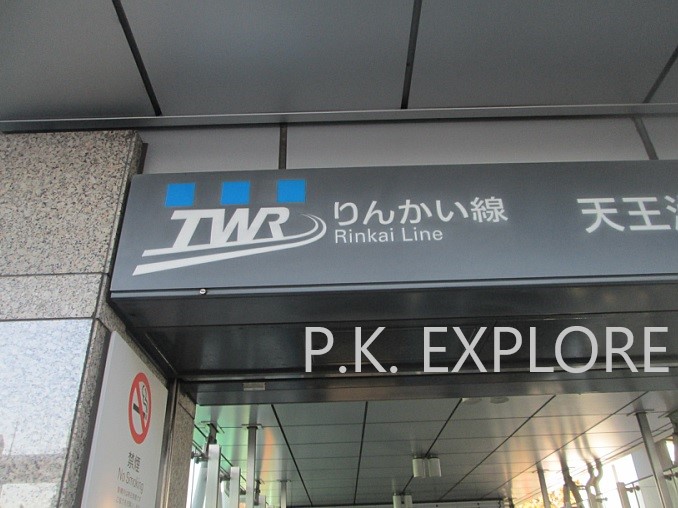 TWR
りんかい線
Rinkai Line
天王
P.K. EXPLORE
禁煙
No Smoking